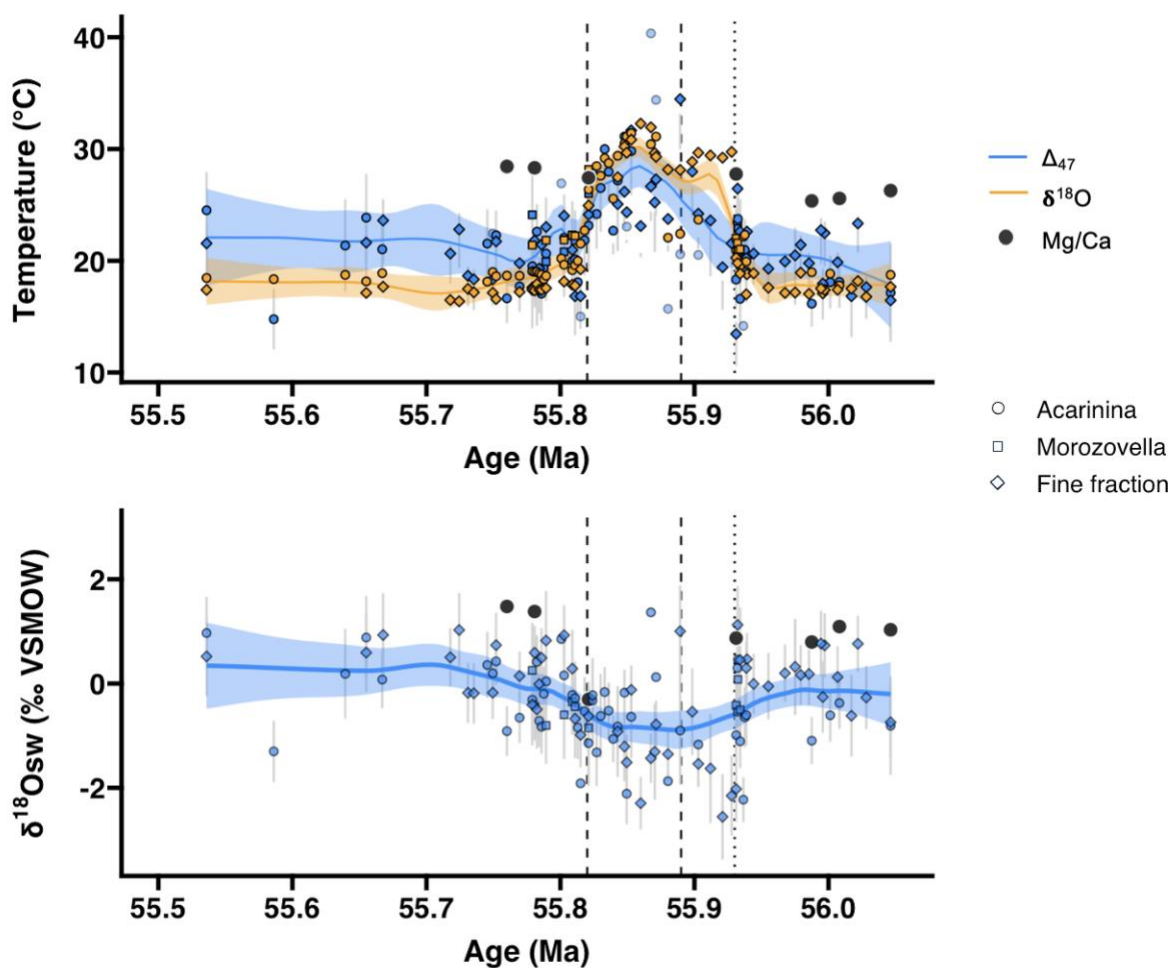 40
30
20
10
Temperature (°C)
55.5 55.6 55.7 55.8 55.9 56.0
Age (Ma)
Δ₄₇
δ¹⁸O
Mg/Ca
Acarinina
Morozovella
Fine fraction
2
0
-2
δ¹⁸Osw (‰ VSMOW)
55.5 55.6 55.7 55.8 55.9 56.0
Age (Ma)